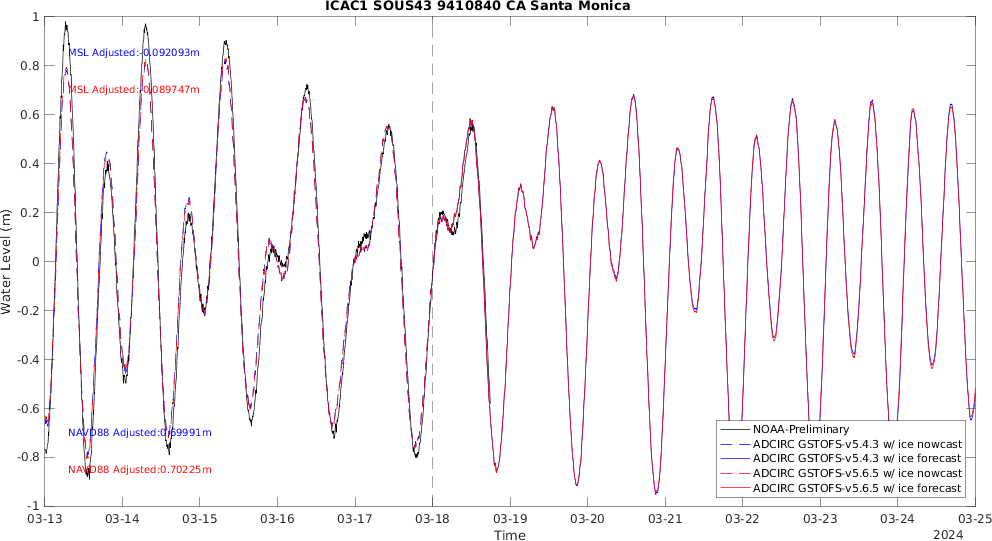 ICAC1 SOUS43 9410840 CA Santa Monica
1
0.8
0.6
0.4
0.2
0
-0.2
-0.4
-0.6
-0.8
-1
Water Level (m)
MSL Adjusted:-0.092093m
MSL Adjusted:-0.089747m
NAVD88 Adjusted:0.69991m
NAVD88 Adjusted:0.70225m
NOAA-Preliminary
ADCIRC GSTOFS-v5.4.3 w/ ice nowcast
ADCIRC GSTOFS-v5.4.3 w/ ice forecast
ADCIRC GSTOFS-v5.6.5 w/ ice nowcast
ADCIRC GSTOFS-v5.6.5 w/ ice forecast
03-13 03-14 03-15 03-16 03-17 03-18 03-19 03-20 03-21 03-22 03-23 03-24 03-25
Time
2024